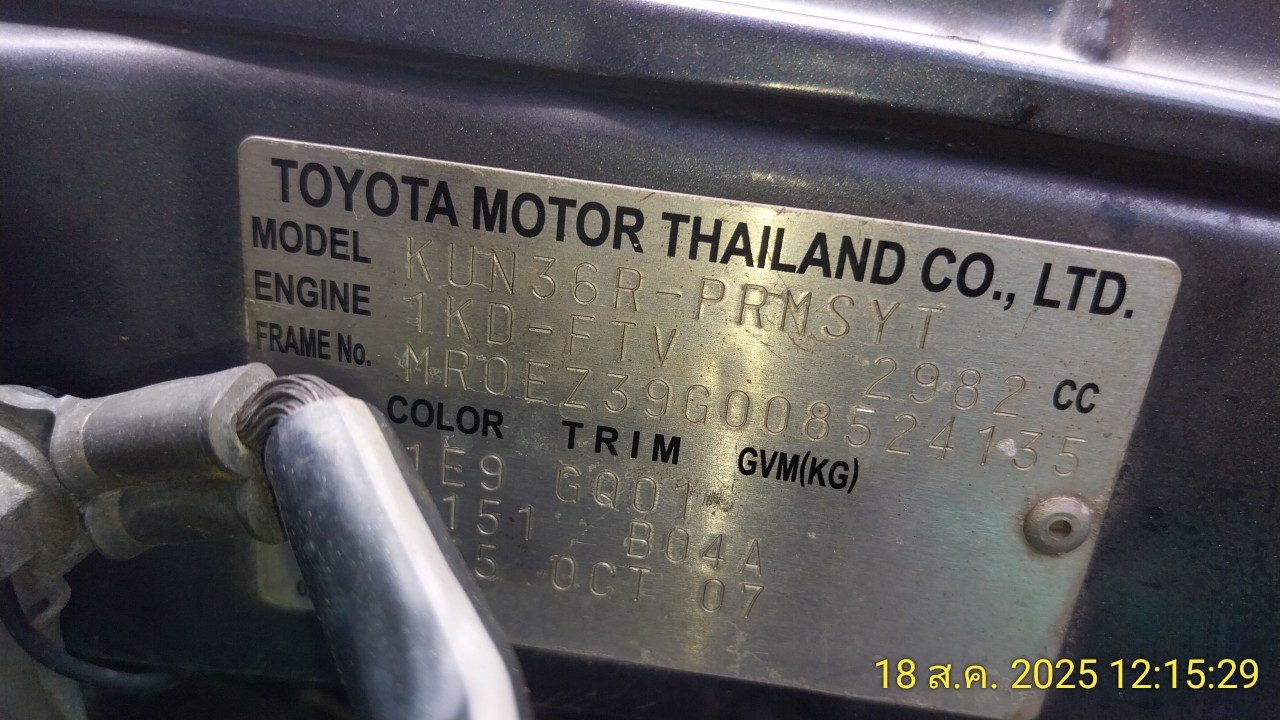 TOYOTA MOTOR THAILAND CO., LTD.
MODEL KUN36R-PRMSYT
ENGINE 1KD-FTV 2982 CC
FRAME No. MR0EZ39G008524135
COLOR TRIM GVM(KG)
1E9 GQ01
151 B04A
5 OCT 07
18 ส.ค. 2025 12:15:29